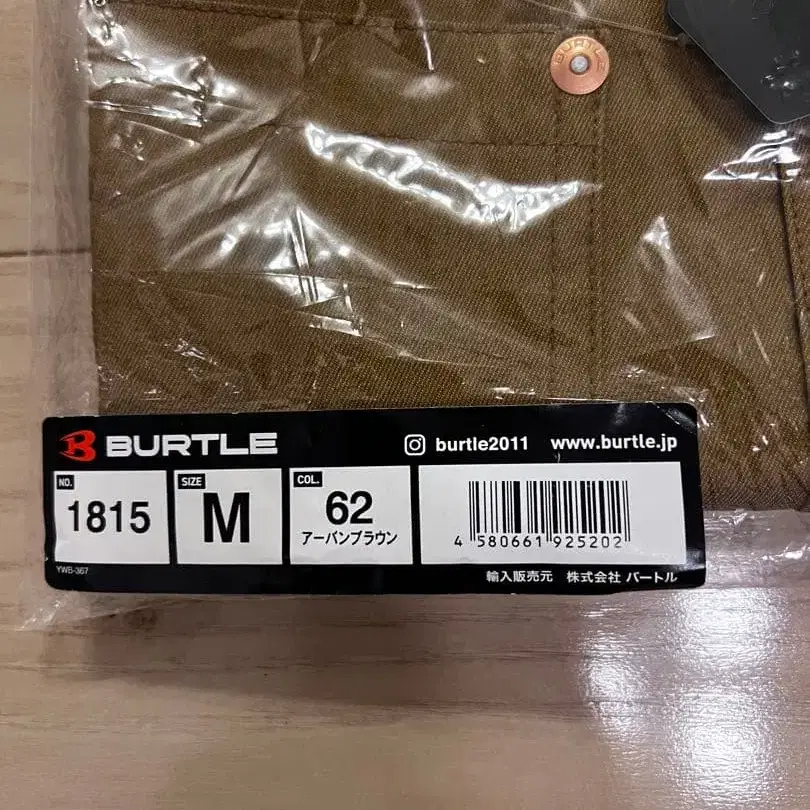 BURTLE
BURTLE
burtle2011 www.burtle.jp
NO.
1815
SIZE
M
COL.
62
アーバンブラウン
4 580661 925202
YWB-367
輸入販売元 株式会社 バートル